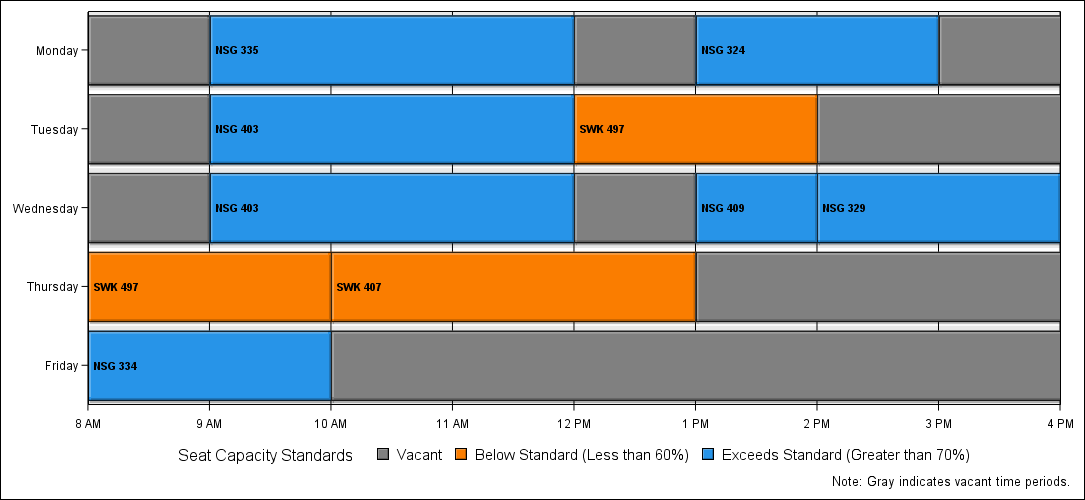 Monday
NSG 335
NSG 324
Tuesday
NSG 403
SWK 497
Wednesday
NSG 403
NSG 409
NSG 329
Thursday
SWK 497
SWK 407
Friday
NSG 334
8 AM 9 AM 10 AM 11 AM 12 PM 1 PM 2 PM 3 PM 4 PM
Seat Capacity Standards Vacant Below Standard (Less than 60%) Exceeds Standard (Greater than 70%)
Note: Gray indicates vacant time periods.